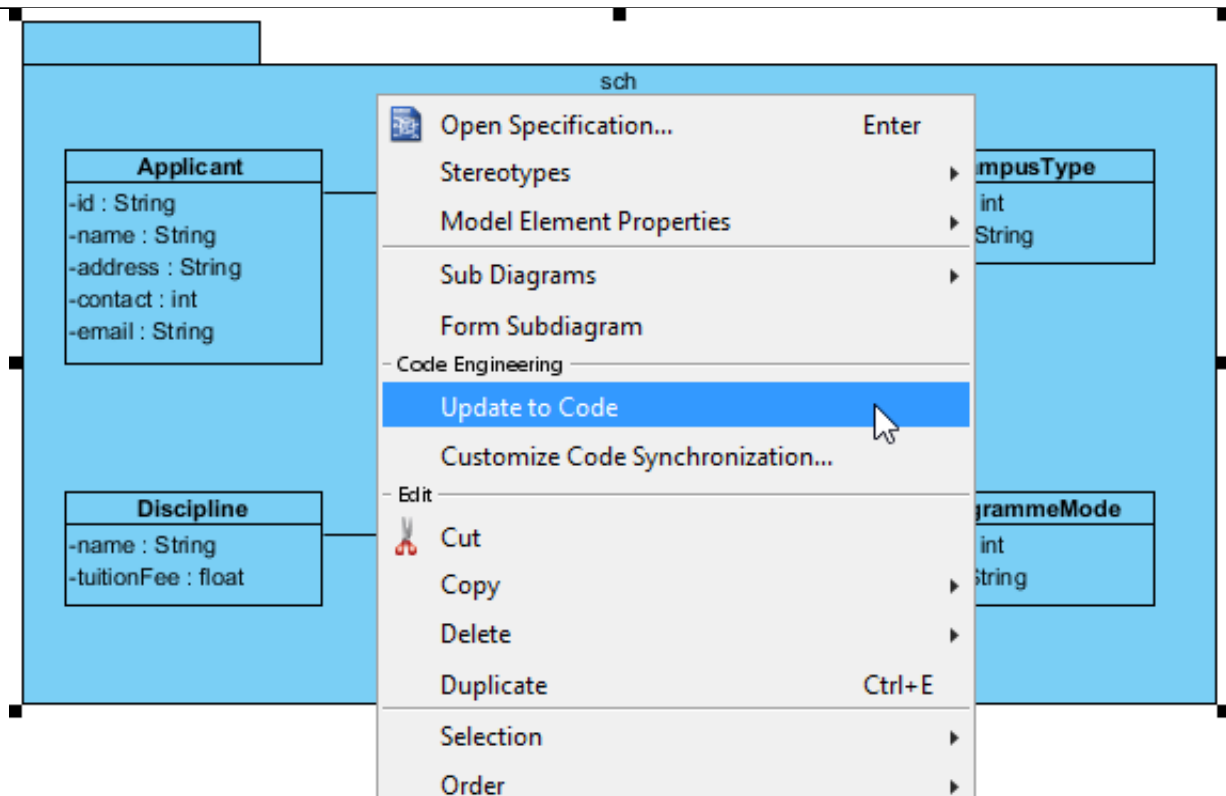 sch
Applicant
-id : String
-name : String
-address : String
-contact : int
-email : String
Discipline
-name : String
-tuitionFee : float
Open Specification... Enter
Stereotypes
Model Element Properties
Sub Diagrams
Form Subdiagram
Code Engineering
Update to Code
Customize Code Synchronization...
Edit
Cut
Copy
Delete
Duplicate Ctrl+E
Selection
Order
mpusType
int
String
grammeMode
int
String